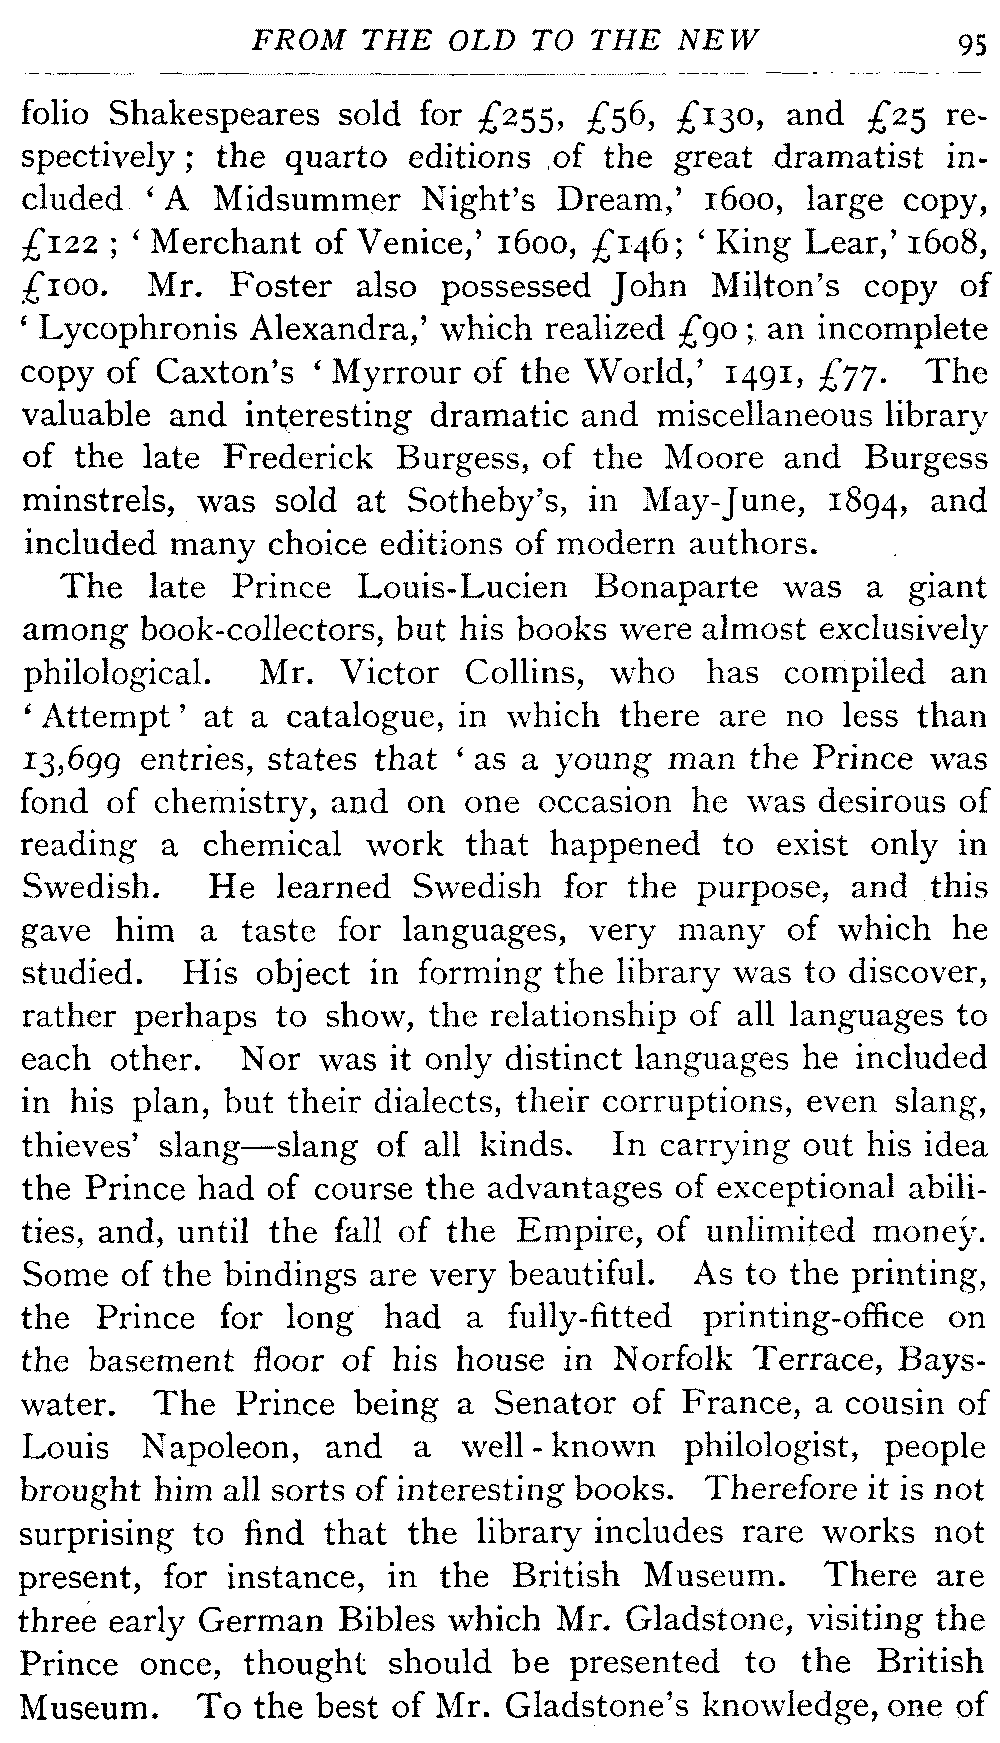 FROM THE OLD TO THE NEW 95
folio Shakespeares sold for £255, £56, £130, and £25 re-
spectively; the quarto editions of the great dramatist in-
cluded ‘A Midsummer Night's Dream,’ 1600, large copy,
£122; ‘Merchant of Venice,’ 1600, £146; ‘King Lear,’ 1608,
£100. Mr. Foster also possessed John Milton's copy of
‘Lycophronis Alexandra,’ which realized £90; an incomplete
copy of Caxton's ‘Myrrour of the World,’ 1491, £77. The
valuable and interesting dramatic and miscellaneous library
of the late Frederick Burgess, of the Moore and Burgess
minstrels, was sold at Sotheby's, in May-June, 1894, and
included many choice editions of modern authors.
The late Prince Louis-Lucien Bonaparte was a giant
among book-collectors, but his books were almost exclusively
philological. Mr. Victor Collins, who has compiled an
‘Attempt’ at a catalogue, in which there are no less than
13,699 entries, states that ‘as a young man the Prince was
fond of chemistry, and on one occasion he was desirous of
reading a chemical work that happened to exist only in
Swedish. He learned Swedish for the purpose, and this
gave him a taste for languages, very many of which he
studied. His object in forming the library was to discover,
rather perhaps to show, the relationship of all languages to
each other. Nor was it only distinct languages he included
in his plan, but their dialects, their corruptions, even slang,
thieves' slang—slang of all kinds. In carrying out his idea
the Prince had of course the advantages of exceptional abili-
ties, and, until the fall of the Empire, of unlimited money.
Some of the bindings are very beautiful. As to the printing,
the Prince for long had a fully-fitted printing-office on
the basement floor of his house in Norfolk Terrace, Bays-
water. The Prince being a Senator of France, a cousin of
Louis Napoleon, and a well-known philologist, people
brought him all sorts of interesting books. Therefore it is not
surprising to find that the library includes rare works not
present, for instance, in the British Museum. There are
three early German Bibles which Mr. Gladstone, visiting the
Prince once, thought should be presented to the British
Museum. To the best of Mr. Gladstone's knowledge, one of